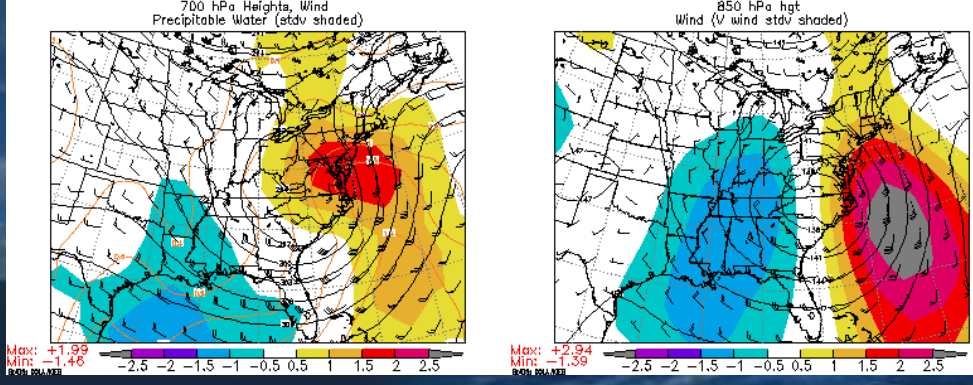 700 hPa Heights, Wind
Precipitable Water (stdv shaded)
850 hPa hgt
Wind (V wind stdv shaded)
Max: +1.99
Min: -1.46
-2.5 -2 -1.5 -1 -0.5 0.5 1 1.5 2 2.5
Max: +2.94
Min: -1.39
-2.5 -2 -1.5 -1 -0.5 0.5 1 1.5 2 2.5